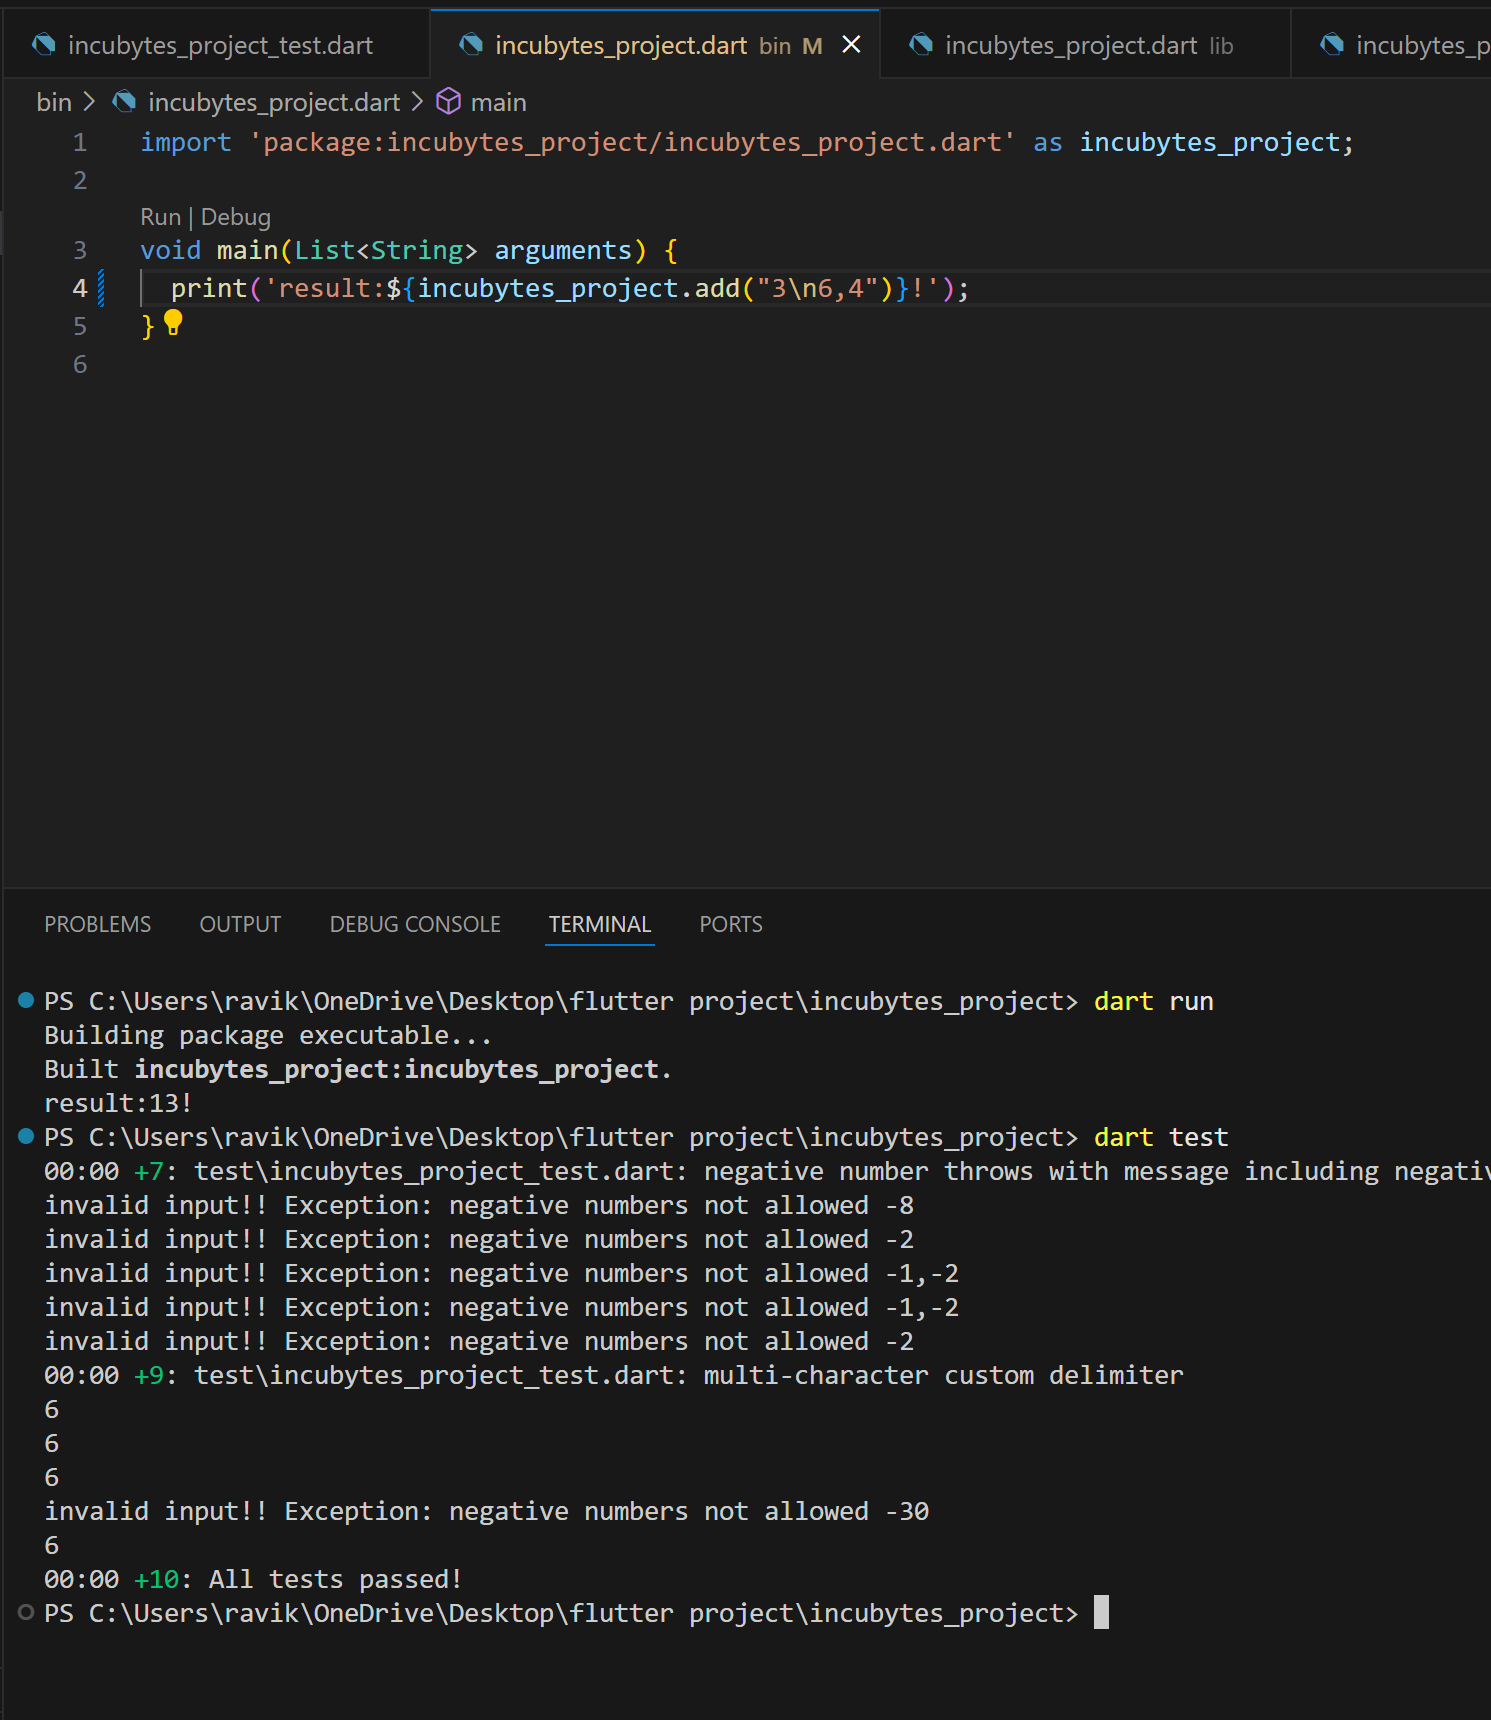 incubytes_project_test.dart
incubytes_project.dart bin M
incubytes_project.dart lib
bin > incubytes_project.dart > main
1 import 'package:incubytes_project/incubytes_project.dart' as incubytes_project;
2
Run | Debug
3 void main(List<String> arguments) {
4 print('result:${incubytes_project.add("3\n6,4")}!');
5 }
6
PROBLEMS OUTPUT DEBUG CONSOLE TERMINAL PORTS
PS C:\Users\ravik\OneDrive\Desktop\flutter project\incubytes_project> dart run
Building package executable...
Built incubytes_project:incubytes_project.
result:13!
PS C:\Users\ravik\OneDrive\Desktop\flutter project\incubytes_project> dart test
00:00 +7: test\incubytes_project_test.dart: negative number throws with message including
invalid input!! Exception: negative numbers not allowed -8
invalid input!! Exception: negative numbers not allowed -2
invalid input!! Exception: negative numbers not allowed -1,-2
invalid input!! Exception: negative numbers not allowed -1,-2
invalid input!! Exception: negative numbers not allowed -2
00:00 +9: test\incubytes_project_test.dart: multi-character custom delimiter
6
6
6
invalid input!! Exception: negative numbers not allowed -30
6
00:00 +10: All tests passed!
PS C:\Users\ravik\OneDrive\Desktop\flutter project\incubytes_project>